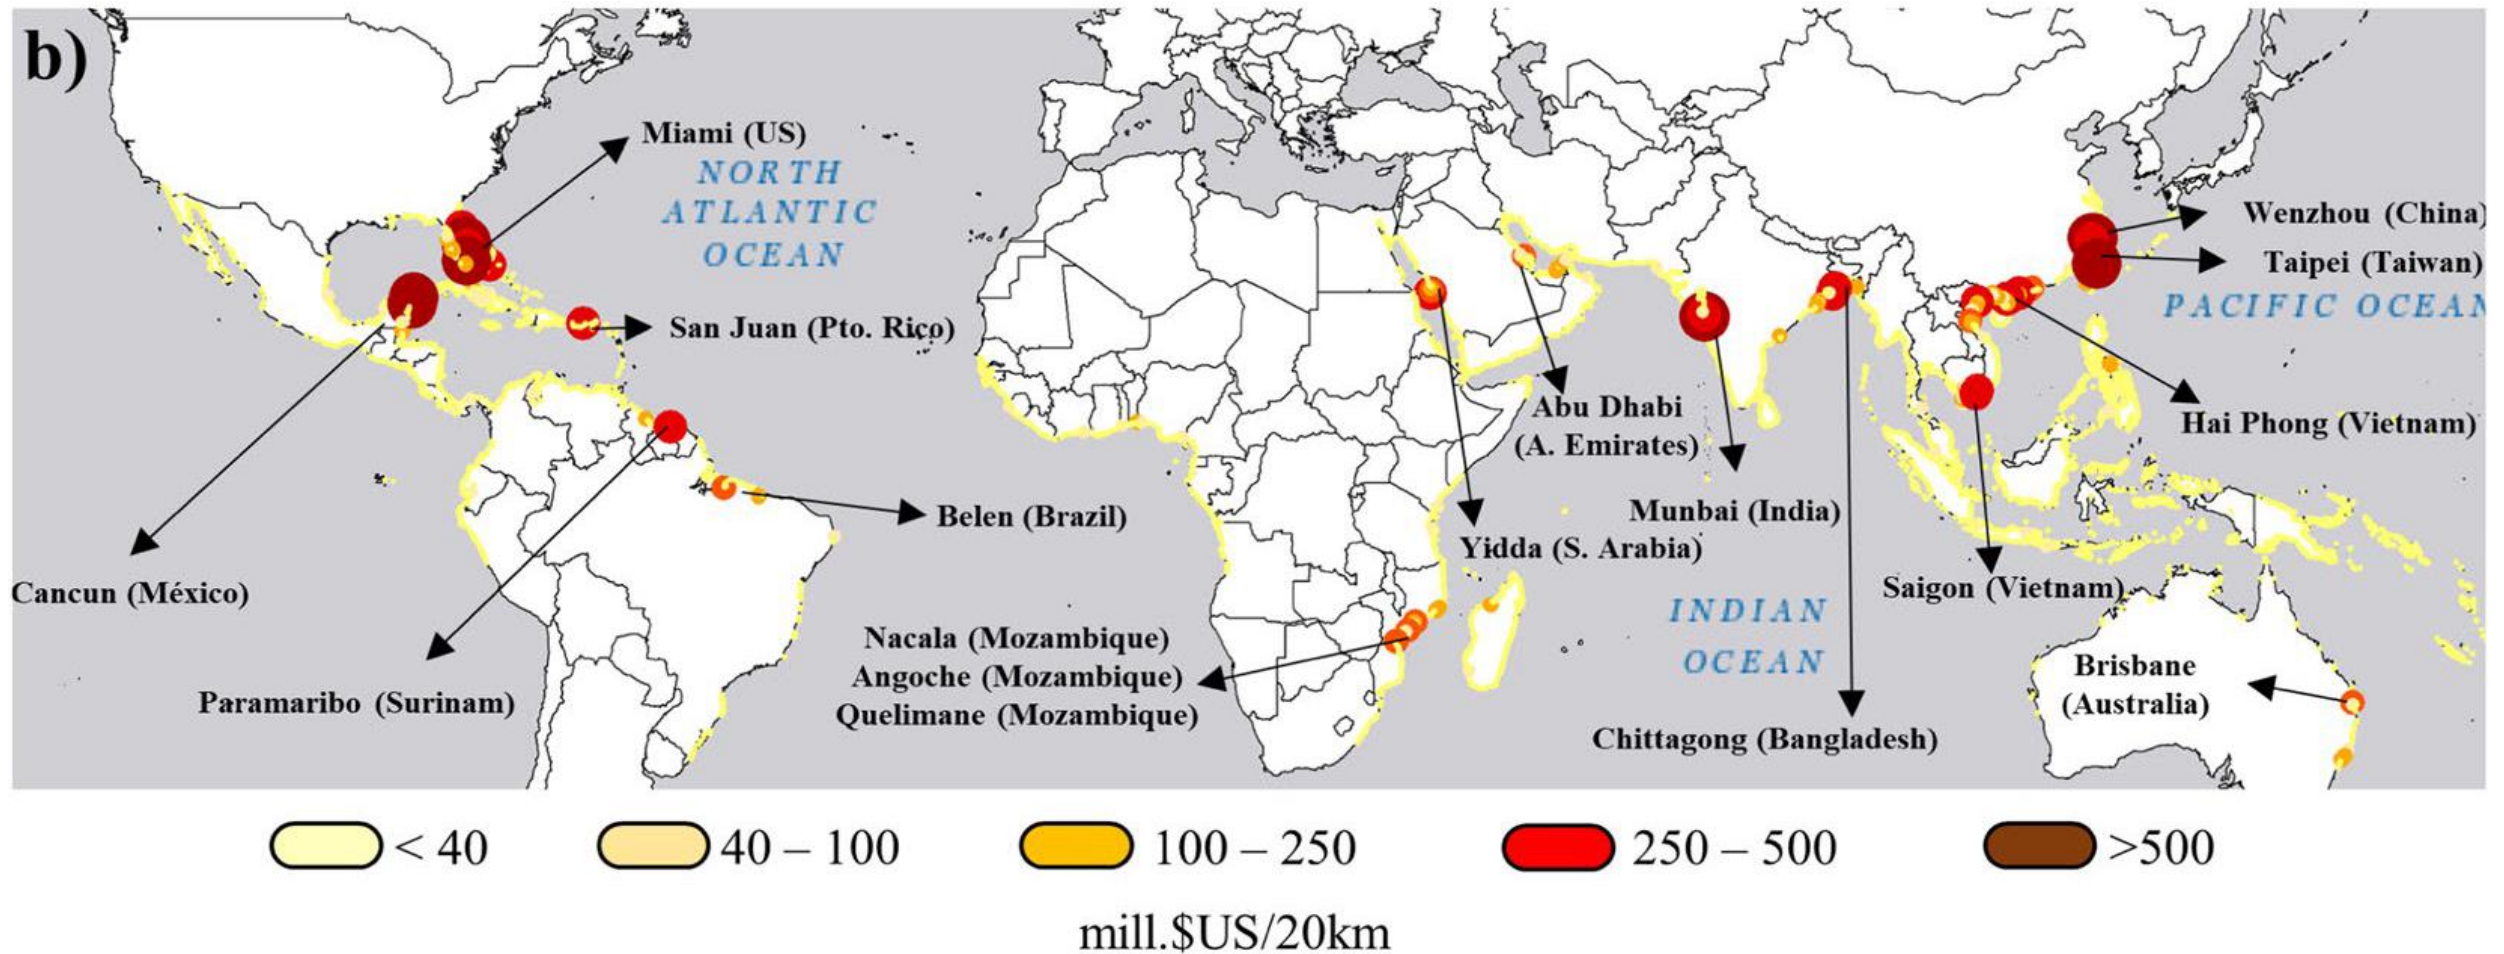 b)
Miami (US)
NORTH
ATLANTIC
OCEAN
San Juan (Pto. Rico)
Cancun (México)
Paramaribo (Surinam)
Belen (Brazil)
Nacala (Mozambique)
Angoche (Mozambique)
Quelimane (Mozambique)
Abu Dhabi
(A. Emirates)
Munbai (India)
Yidda (S. Arabia)
INDIAN
OCEAN
Chittagong (Bangladesh)
Saigon (Vietnam)
Wenzhou (China)
Taipei (Taiwan)
PACIFIC OCEAN
Hai Phong (Vietnam)
Brisbane
(Australia)
< 40
40 – 100
100 – 250
250 – 500
>500
mill.$US/20km